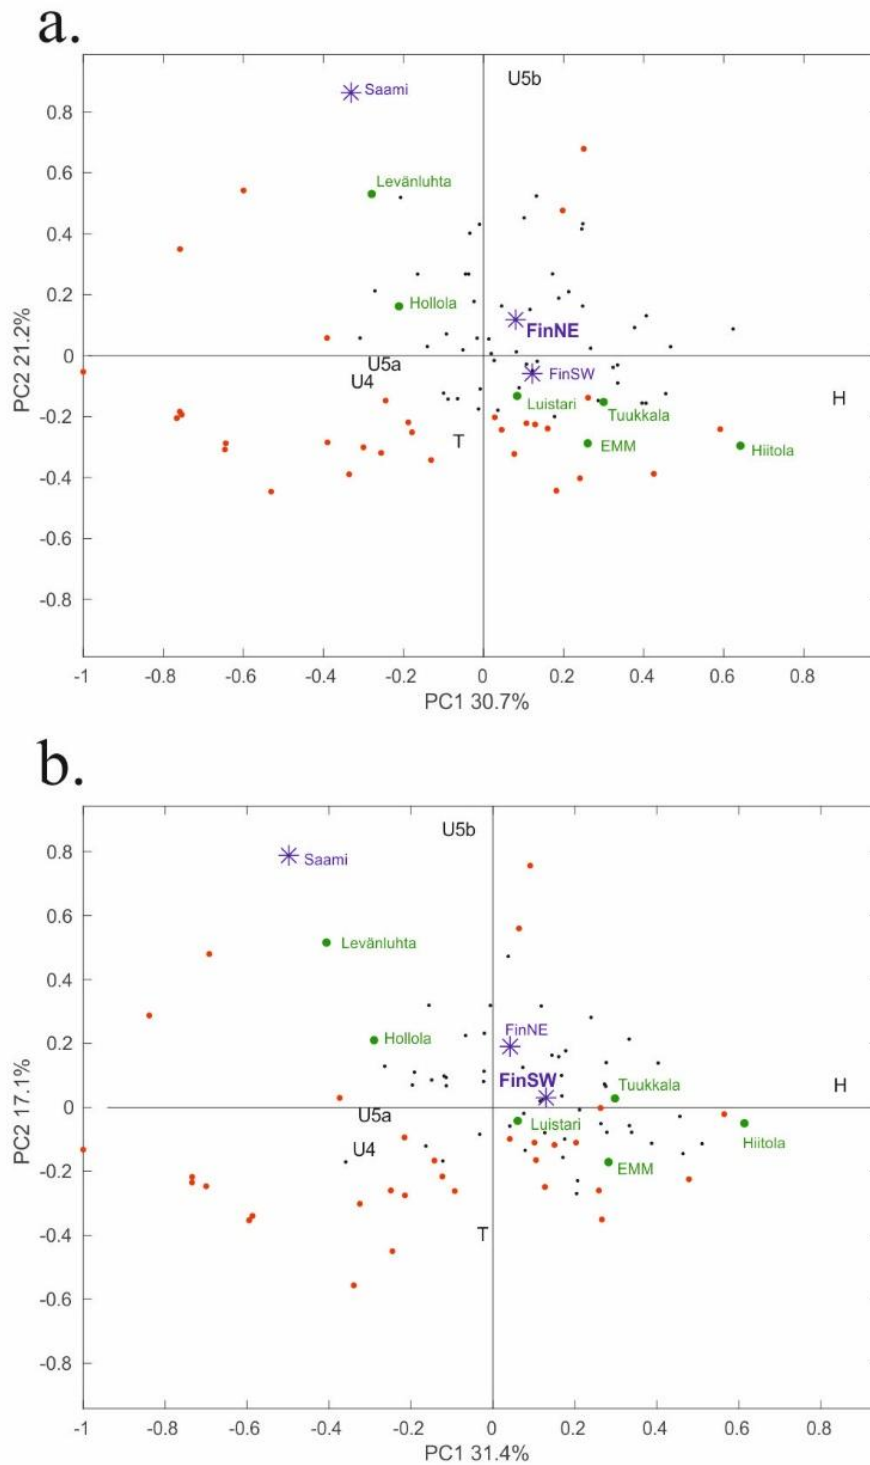 a.
U5b
Saami
0.8
Levänluhta
0.6
0.4
Hollola
0.2
FinNE
0
U5a
FinSW
U4
Luistari
Tuukkala
H
-0.2
T
EMM
Hiitola
-0.4
-0.6
-0.8
PC2 21.2%
-1 -0.8 -0.6 -0.4 -0.2 0 0.2 0.4 0.6 0.8
PC1 30.7%
b.
U5b
0.8
Saami
0.6
Levänluhta
0.4
Hollola
FinNE
0.2
FinSW
Tuukkala
H
0
U5a
Luistari
Hiitola
U4
EMM
-0.2
T
-0.4
-0.6
-0.8
PC2 17.1%
-1 -0.8 -0.6 -0.4 -0.2 0 0.2 0.4 0.6 0.8
PC1 31.4%